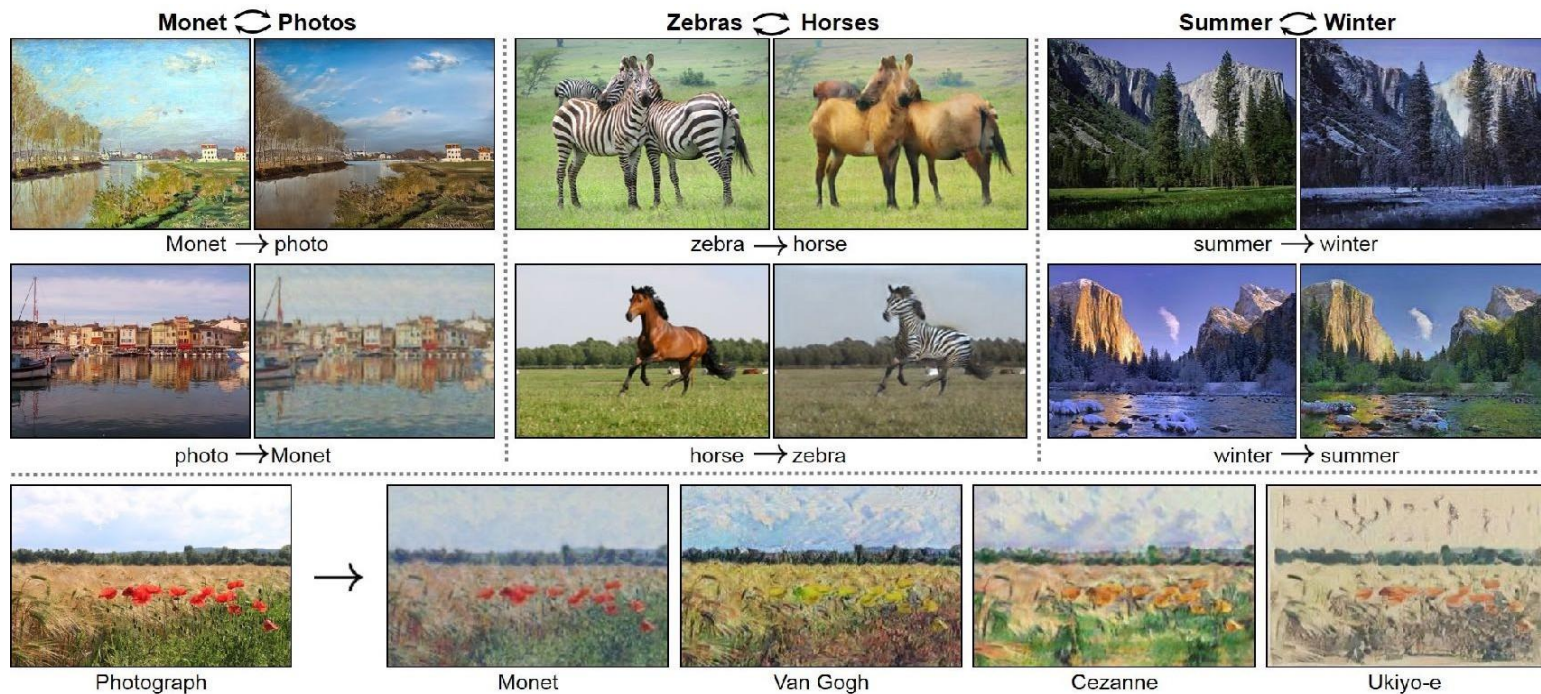 Monet Photos
Zebras Horses
Summer Winter
Monet → photo
zebra → horse
summer → winter
photo → Monet
horse → zebra
winter → summer
Photograph
Monet
Van Gogh
Cezanne
Ukiyo-e